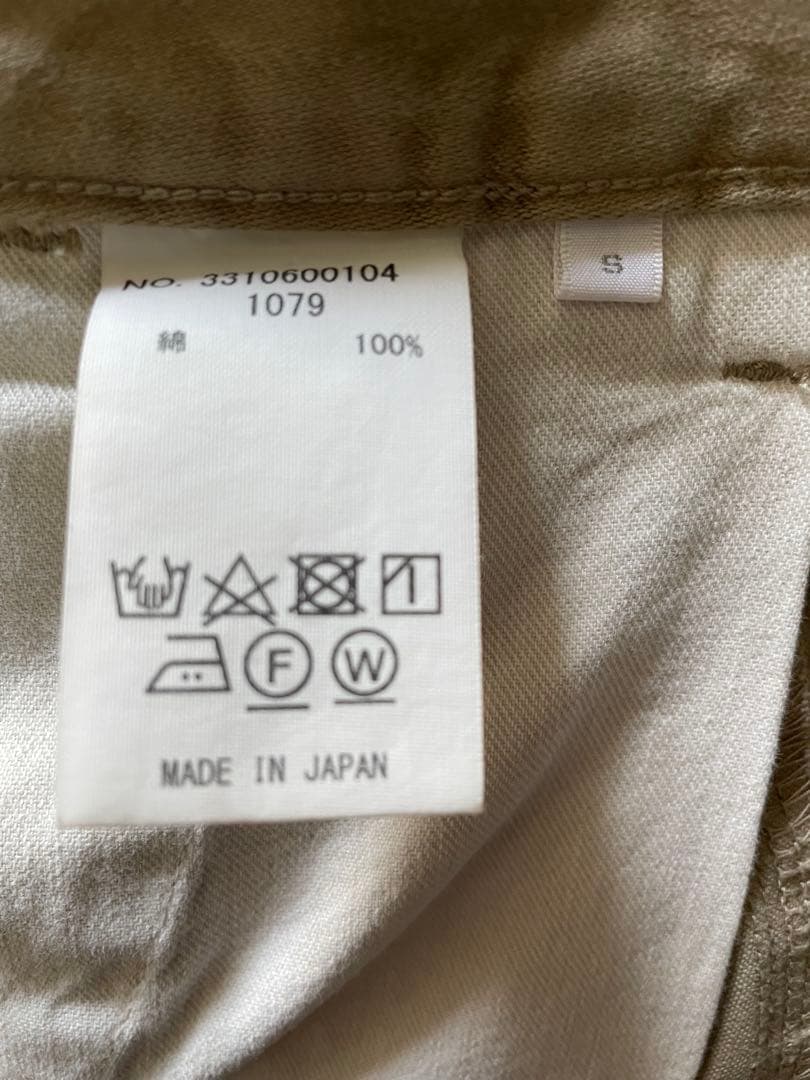 NO. 3310600104
1079
綿 100%
F W
MADE IN JAPAN
S